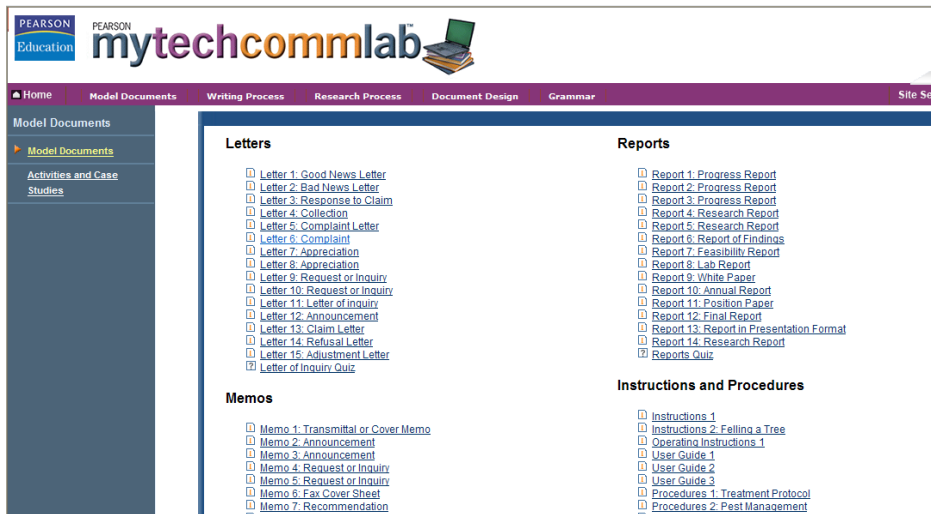 PEARSON
Education
PEARSON
mytechcommlab
Home Model Documents Writing Process Research Process Document Design Grammar Site Se
Model Documents
Model Documents
Activities and Case
Studies
Letters
Letter 1: Good News Letter
Letter 2: Bad News Letter
Letter 3: Response to Claim
Letter 4: Collection
Letter 5: Complaint Letter
Letter 6: Complaint
Letter 7: Appreciation
Letter 8: Appreciation
Letter 9: Request or Inquiry
Letter 10: Request or Inquiry
Letter 11: Letter of inquiry
Letter 12: Announcement
Letter 13: Claim Letter
Letter 14: Refusal Letter
Letter 15: Adjustment Letter
Letter of Inquiry Quiz
Memos
Memo 1: Transmittal or Cover Memo
Memo 2: Announcement
Memo 3: Announcement
Memo 4: Request or Inquiry
Memo 5: Request or Inquiry
Memo 6: Fax Cover Sheet
Memo 7: Recommendation
Reports
Report 1: Progress Report
Report 2: Progress Report
Report 3: Progress Report
Report 4: Research Report
Report 5: Research Report
Report 6: Report of Findings
Report 7: Feasibility Report
Report 8: Lab Report
Report 9: White Paper
Report 10: Annual Report
Report 11: Position Paper
Report 12: Final Report
Report 13: Report in Presentation Format
Report 14: Research Report
Reports Quiz
Instructions and Procedures
Instructions 1
Instructions 2: Felling a Tree
Operating Instructions 1
User Guide 1
User Guide 2
User Guide 3
Procedures 1: Treatment Protocol
Procedures 2: Pest Management